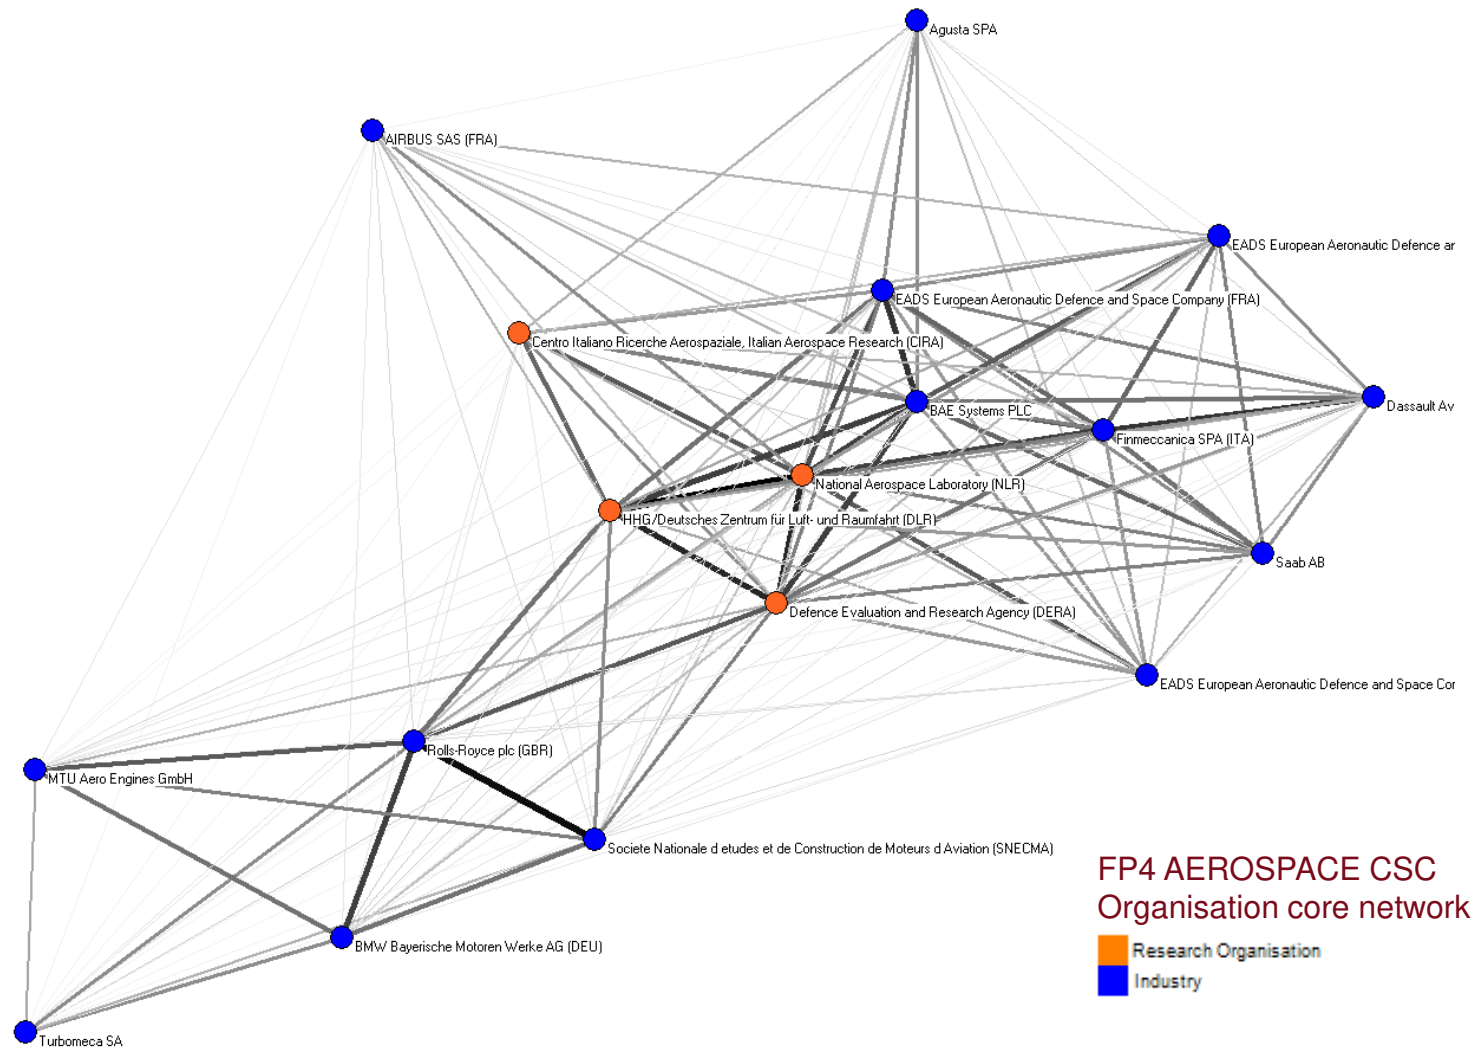 Agusta SPA
AIRBUS SAS (FRA)
EADS European Aeronautic Defence ar
EADS European Aeronautic Defence and Space Company (FRA)
Centro Italiano Ricerche Aerospaziale, Italian Aerospace Research (CIRA)
BAE Systems PLC
Dassault Av
Finmeccanica SPA (ITA)
National Aerospace Laboratory (NLR)
HHG/Deutsches Zentrum für Luft- und Raumfahrt (DLR)
Saab AB
Defence Evaluation and Research Agency (DERA)
EADS European Aeronautic Defence and Space Cor
Rolls-Royce plc (GBR)
MTU Aero Engines GmbH
Societe Nationale d etudes et de Construction de Moteurs d Aviation (SNECMA)
BMW Bayerische Motoren Werke AG (DEU)
Turbomeca SA
FP4 AEROSPACE CSC
Organisation core network
Research Organisation
Industry